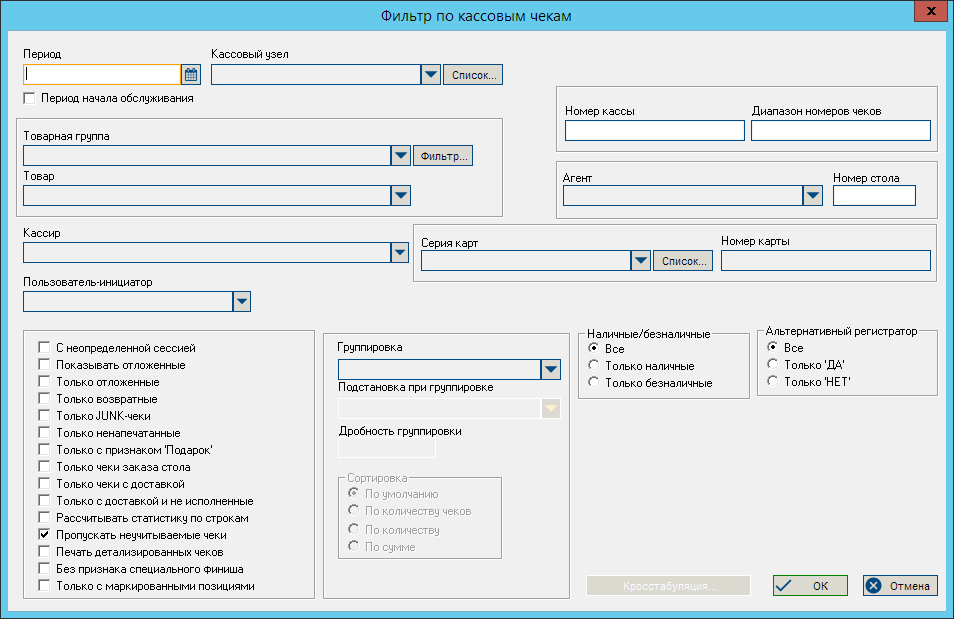 Фильтр по кассовым чекам
Период
Кассовый узел
Список...
Период начала обслуживания
Номер кассы
Диапазон номеров чеков
Товарная группа
Фильтр...
Товар
Агент
Номер стола
Кассир
Серия карт
Список...
Номер карты
Пользователь-инициатор
С неопределенной сессией
Показывать отложенные
Только отложенные
Только возвратные
Только JUNK-чеки
Только ненапечатанные
Только с признаком 'Подарок'
Только чеки заказа стола
Только чеки с доставкой
Только с доставкой и не исполненные
Рассчитывать статистику по строкам
Пропускать неучитываемые чеки
Печать детализированных чеков
Без признака специального финиша
Только с маркированными позициями
Группировка
Подстановка при группировке
Дробность группировки
Сортировка
По умолчанию
По количеству чеков
По количеству
По сумме
Наличные/безналичные
Все
Только наличные
Только безналичные
Альтернативный регистратор
Все
Только 'ДА'
Только 'НЕТ'
Кросстабуляция...
ОК
Отмена